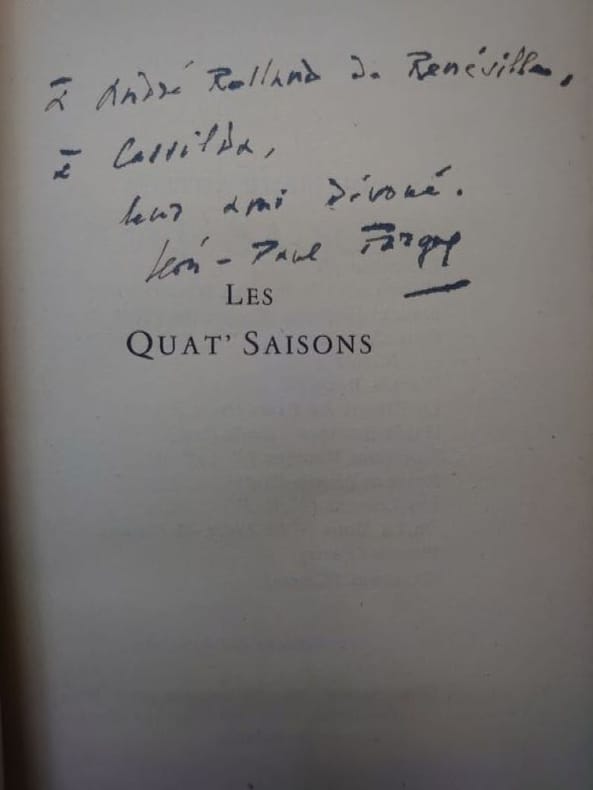 à André Rolland de Renéville,
à Cassilda,
leur ami dévoué.
Léon-Paul Fargue
LES
QUAT' SAISONS